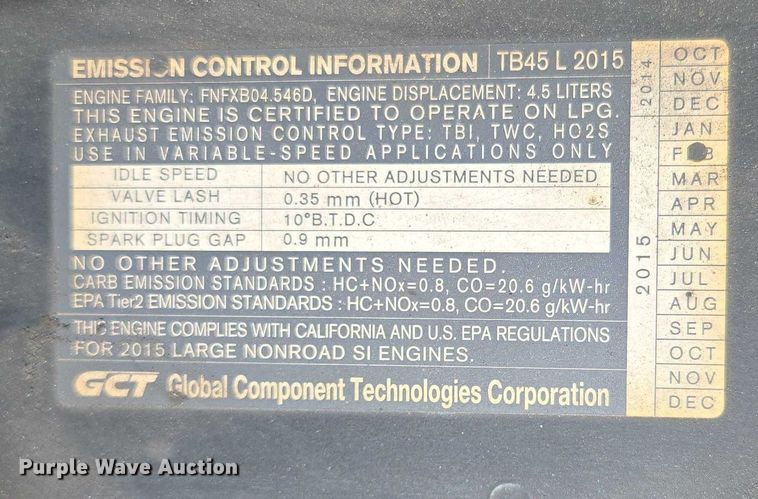 EMISSION CONTROL INFORMATION TB45 L 2015
ENGINE FAMILY: FNFXB04.546D, ENGINE DISPLACEMENT: 4.5 LITERS
THIS ENGINE IS CERTIFIED TO OPERATE ON LPG.
EXHAUST EMISSION CONTROL TYPE: TBI, TWC, HO2S
USE IN VARIABLE-SPEED APPLICATIONS ONLY
IDLE SPEED NO OTHER ADJUSTMENTS NEEDED
VALVE LASH 0.35 mm (HOT)
IGNITION TIMING 10°B.T.D.C
SPARK PLUG GAP 0.9 mm
NO OTHER ADJUSTMENTS NEEDED.
CARB EMISSION STANDARDS : HC+NOx=0.8, CO=20.6 g/kW-hr
EPA Tier2 EMISSION STANDARDS : HC+NOx=0.8, CO=20.6 g/kW-hr
THIS ENGINE COMPLIES WITH CALIFORNIA AND U.S. EPA REGULATIONS
FOR 2015 LARGE NONROAD SI ENGINES.
GCT Global Component Technologies Corporation
2014
OCT
NOV
DEC
2015
JAN
FEB
MAR
APR
MAY
JUN
JUL
AUG
SEP
OCT
NOV
DEC
Purple Wave Auction